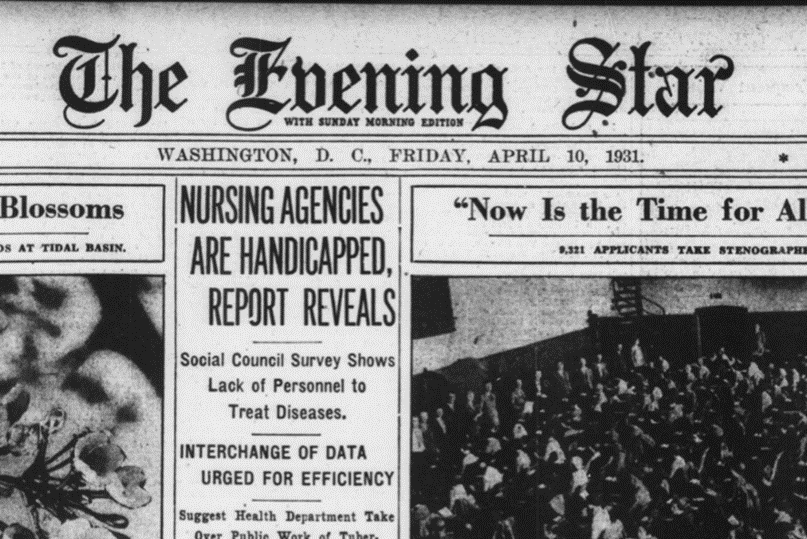 The Evening Star
WITH SUNDAY MORNING EDITION
WASHINGTON, D. C., FRIDAY, APRIL 10, 1931. *
Blossoms
AT TIDAL BASIN.
NURSING AGENCIES
ARE HANDICAPPED,
REPORT REVEALS
Social Council Survey Shows
Lack of Personnel to
Treat Diseases.
INTERCHANGE OF DATA
URGED FOR EFFICIENCY
Suggest Health Department Take
Over Public Work of Tuber-
"Now Is the Time for Al
9,321 APPLICANTS TAKE STENOGRAPHE